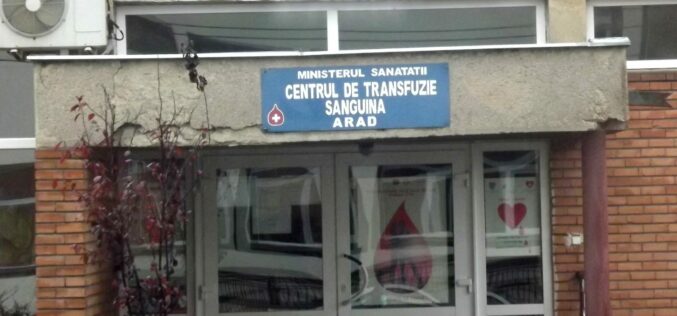 MINISTERUL SANATATII
CENTRUL DE TRANSFUZIE
SANGUINA
ARAD